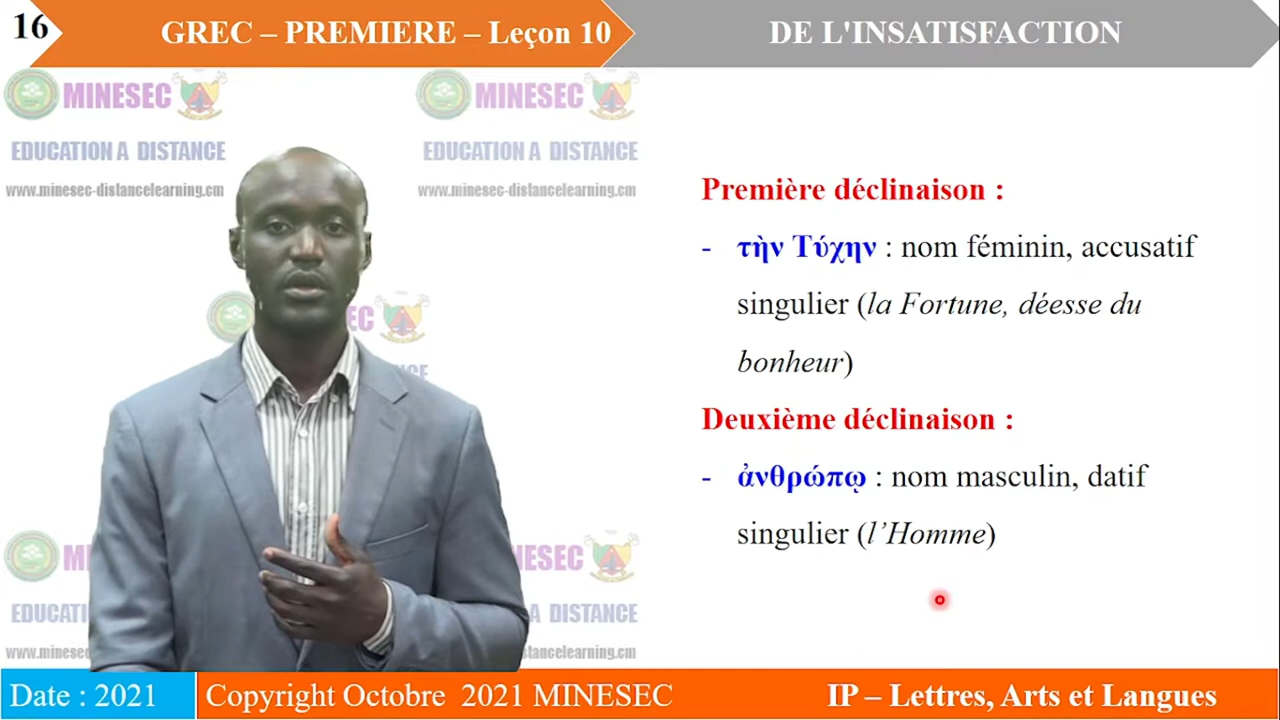 16
GREC – PREMIERE – Leçon 10
DE L'INSATISFACTION
MINESEC
MINESEC
EDUCATION A DISTANCE
EDUCATION A DISTANCE
www.minesec-distancelearning.cm
www.minesec-distancelearning.cm
Première déclinaison :
- τὴν Τύχην : nom féminin, accusatif
singulier (la Fortune, déesse du
bonheur)
Deuxième déclinaison :
- ἀνθρώπῳ : nom masculin, datif
singulier (l’Homme)
Date : 2021
Copyright Octobre 2021 MINESEC
IP – Lettres, Arts et Langues